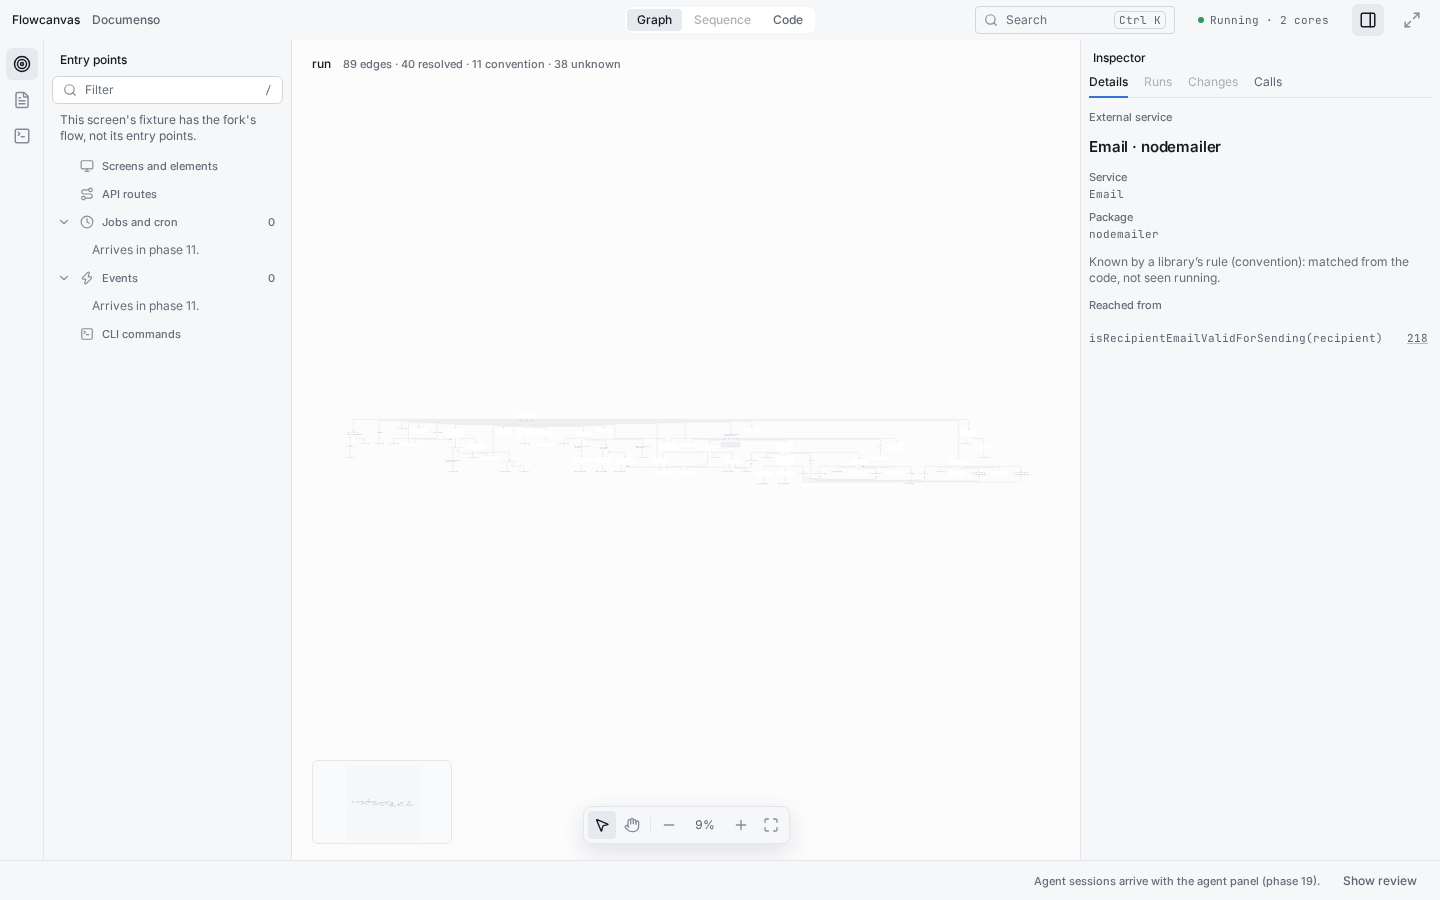 Flowcanvas Documenso
Graph Sequence Code
Search Ctrl K
Running · 2 cores
Entry points
Filter /
This screen's fixture has the fork's
flow, not its entry points.
Screens and elements
API routes
Jobs and cron 0
Arrives in phase 11.
Events 0
Arrives in phase 11.
CLI commands
run 89 edges · 40 resolved · 11 convention · 38 unknown
9%
Inspector
Details Runs Changes Calls
External service
Email · nodemailer
Service
Email
Package
nodemailer
Known by a library’s rule (convention): matched from the
code, not seen running.
Reached from
isRecipientEmailValidForSending(recipient) 218
Agent sessions arrive with the agent panel (phase 19). Show review